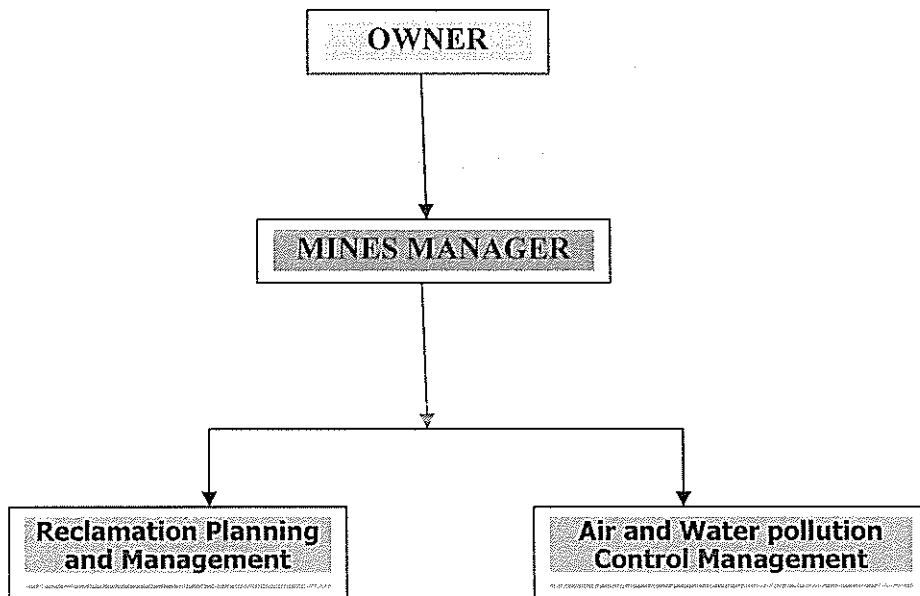 OWNER
MINES MANAGER
Reclamation Planning
and Management
Air and Water pollution
Control Management